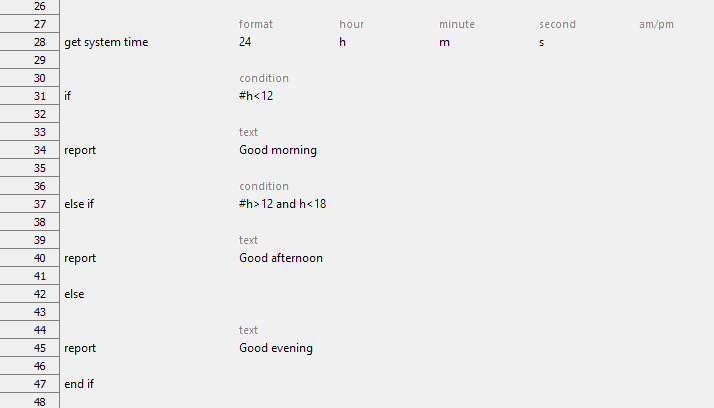 26
27 format hour minute second am/pm
28 get system time 24 h m s
29
30 condition
31 if #h<12
32
33 text
34 report Good morning
35
36 condition
37 else if #h>12 and h<18
38
39 text
40 report Good afternoon
41
42 else
43
44 text
45 report Good evening
46
47 end if
48